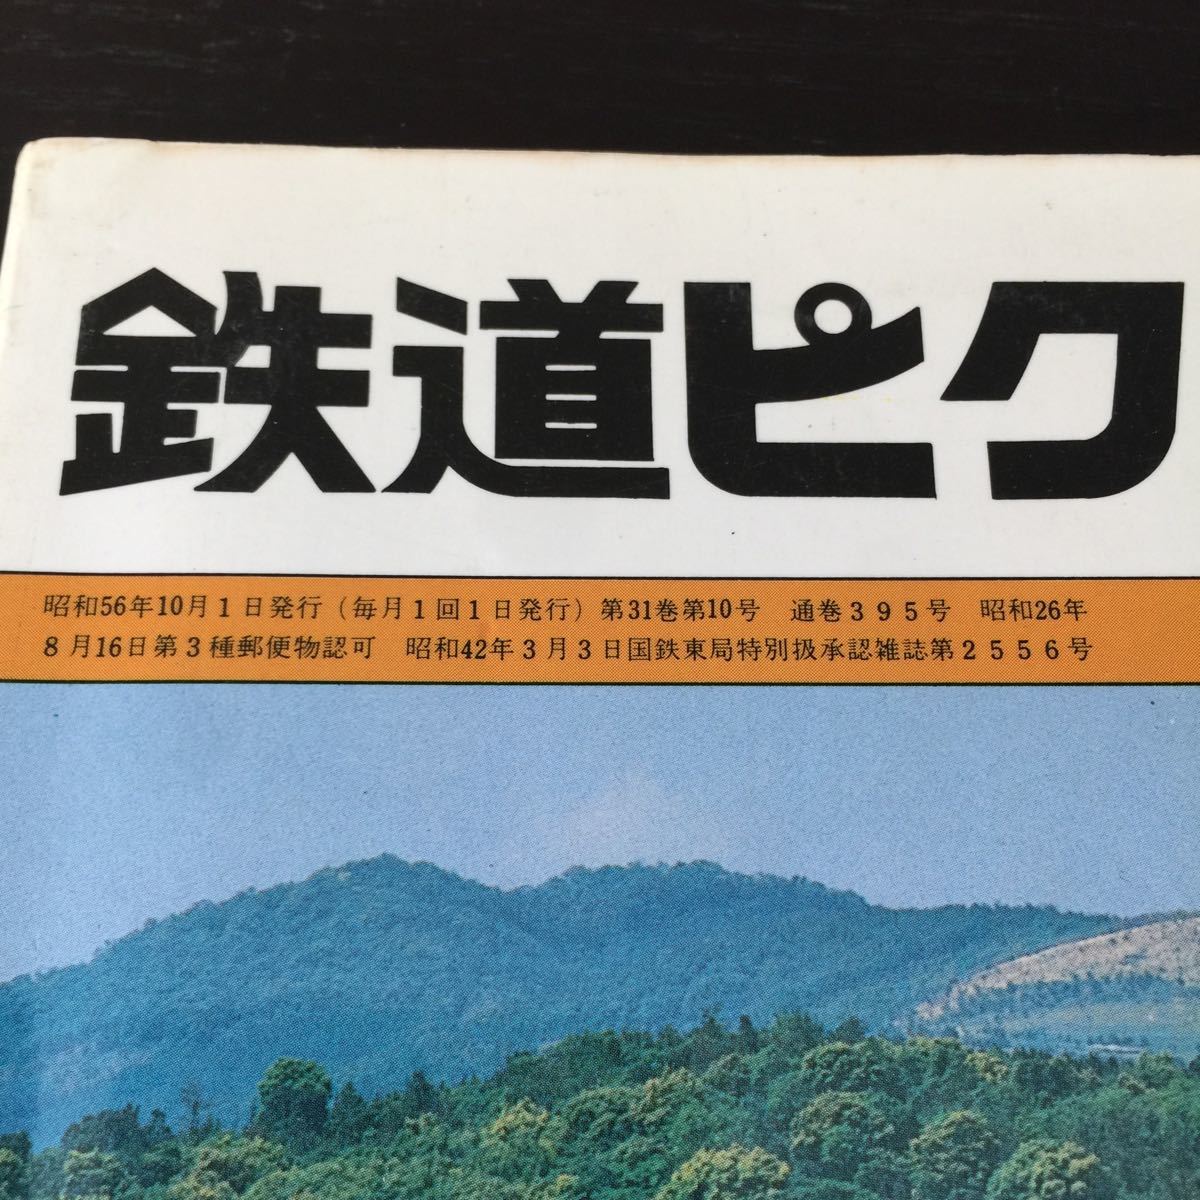 鉄道ピク
昭和56年10月1日発行(毎月1回1日発行)第31巻第10号 通巻395号 昭和26年
8月16日第3種郵便物認可 昭和42年3月3日国鉄東局特別扱承認雑誌第2556号